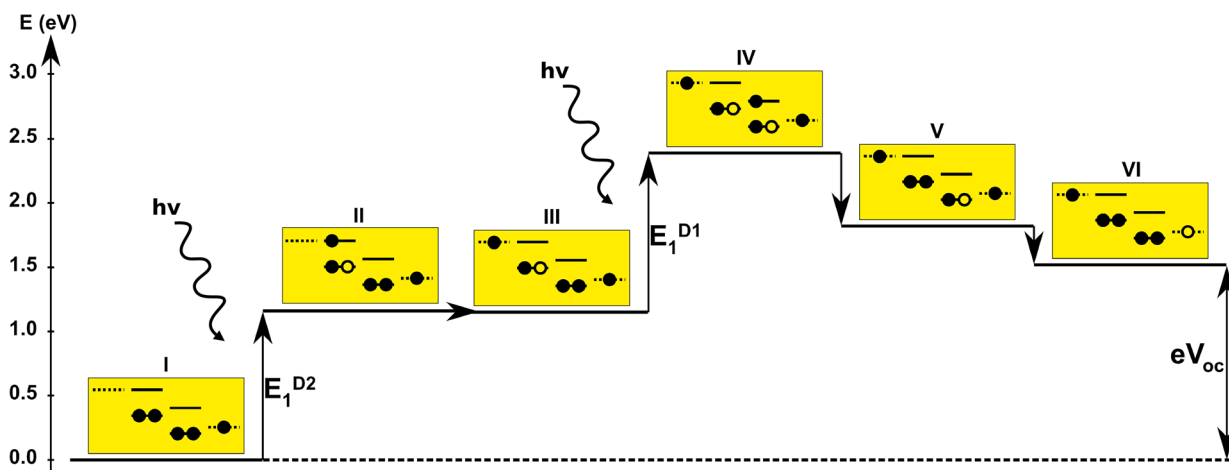 E (eV)
3.0
2.5
2.0
1.5
1.0
0.5
0.0
hν
hν
I
II
III
IV
V
VI
E₁ᴰ²
E₁ᴰ¹
eVₒc